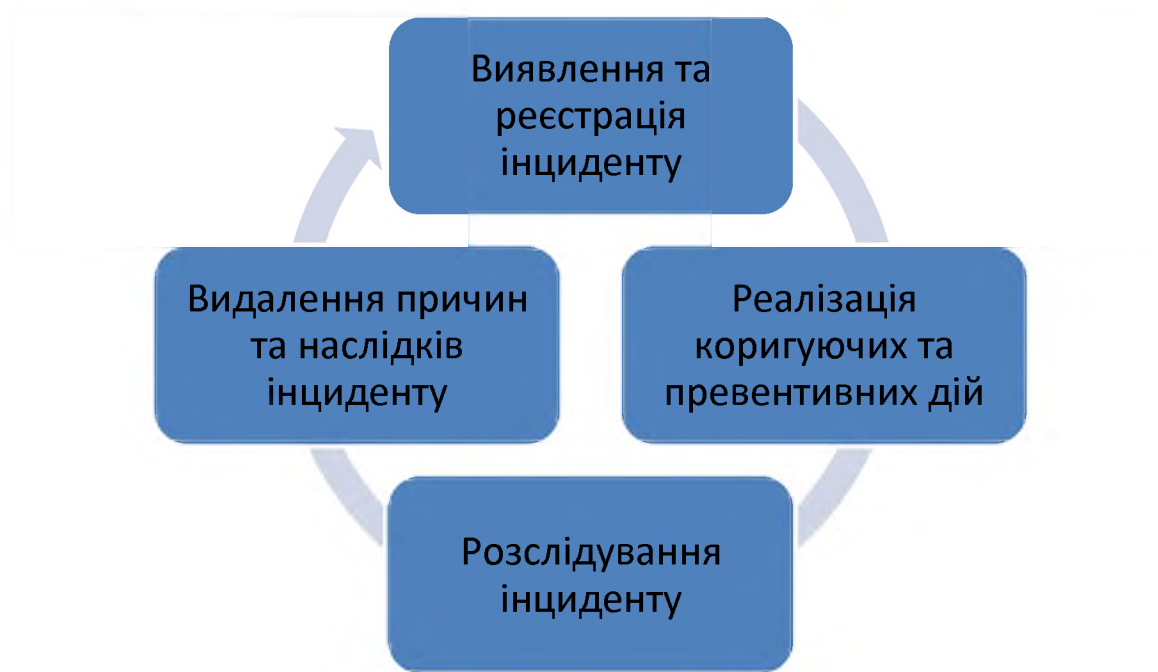 Виявлення та
реєстрація
інциденту
Видалення причин
та наслідків
інциденту
Реалізація
коригуючих та
превентивних дій
Розслідування
інциденту